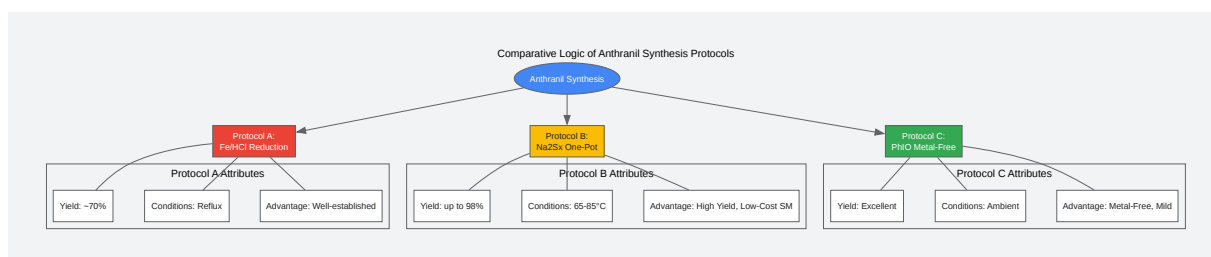 Comparative Logic of Anthranil Synthesis Protocols
Anthranil Synthesis
Protocol A:
Fe/HCl Reduction
Protocol B:
Na2Sx One-Pot
Protocol C:
PhIO Metal-Free
Protocol A Attributes
Protocol B Attributes
Protocol C Attributes
Yield: ~70%
Conditions: Reflux
Advantage: Well-established
Yield: up to 98%
Conditions: 65-85°C
Advantage: High Yield, Low-Cost SM
Yield: Excellent
Conditions: Ambient
Advantage: Metal-Free, Mild